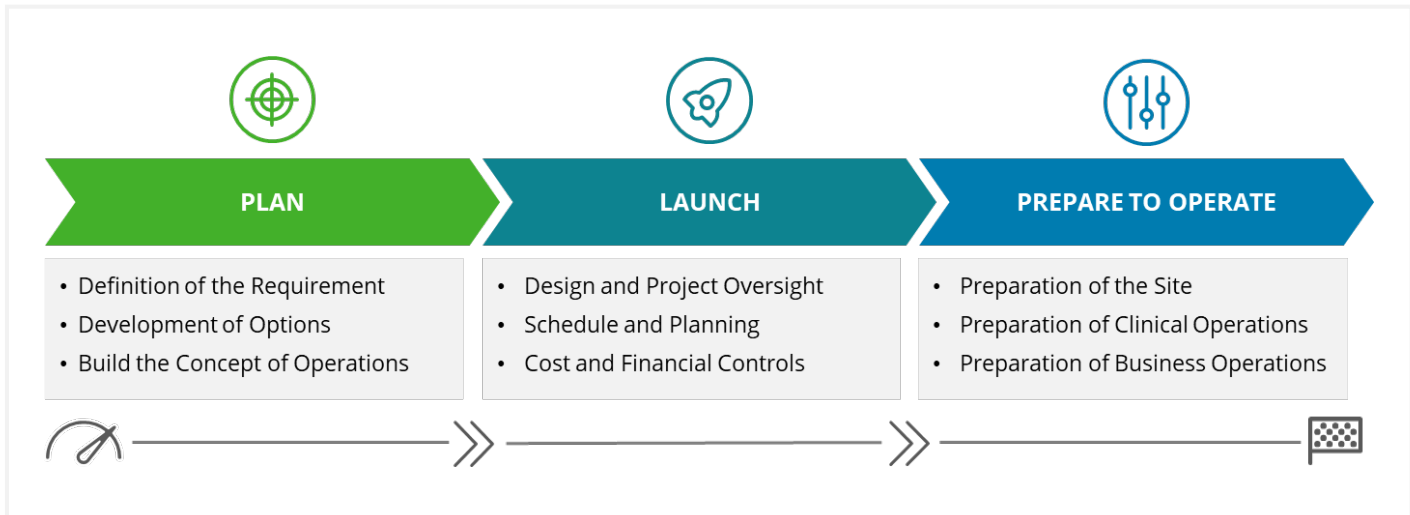 PLAN
LAUNCH
PREPARE TO OPERATE
• Definition of the Requirement
• Development of Options
• Build the Concept of Operations
• Design and Project Oversight
• Schedule and Planning
• Cost and Financial Controls
• Preparation of the Site
• Preparation of Clinical Operations
• Preparation of Business Operations